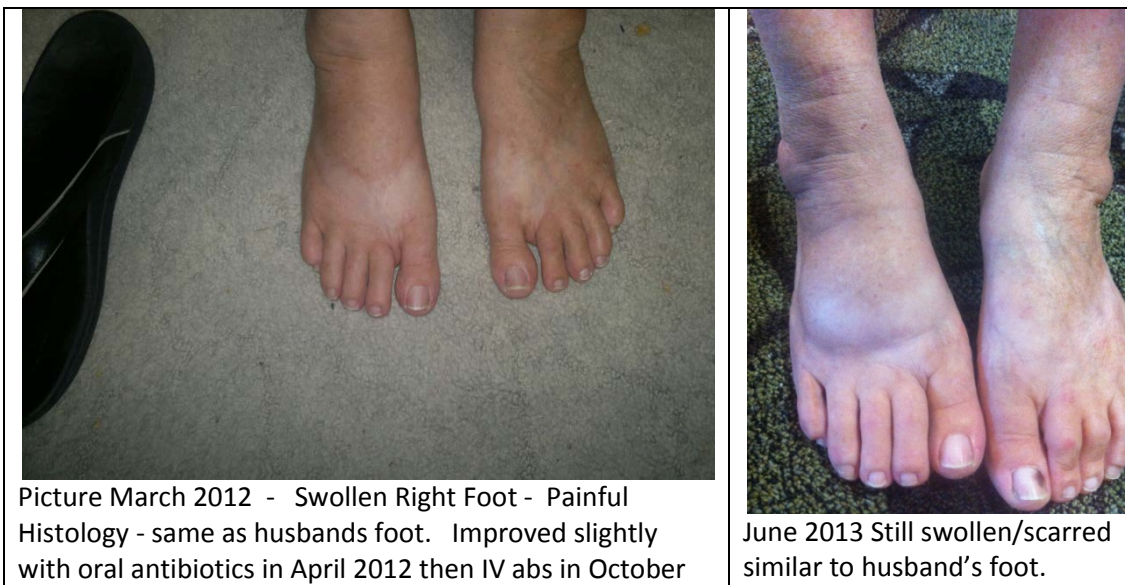 Picture March 2012 - Swollen Right Foot - Painful
Histology - same as husbands foot. Improved slightly
with oral antibiotics in April 2012 then IV abs in October
June 2013 Still swollen/scarred
similar to husband's foot.